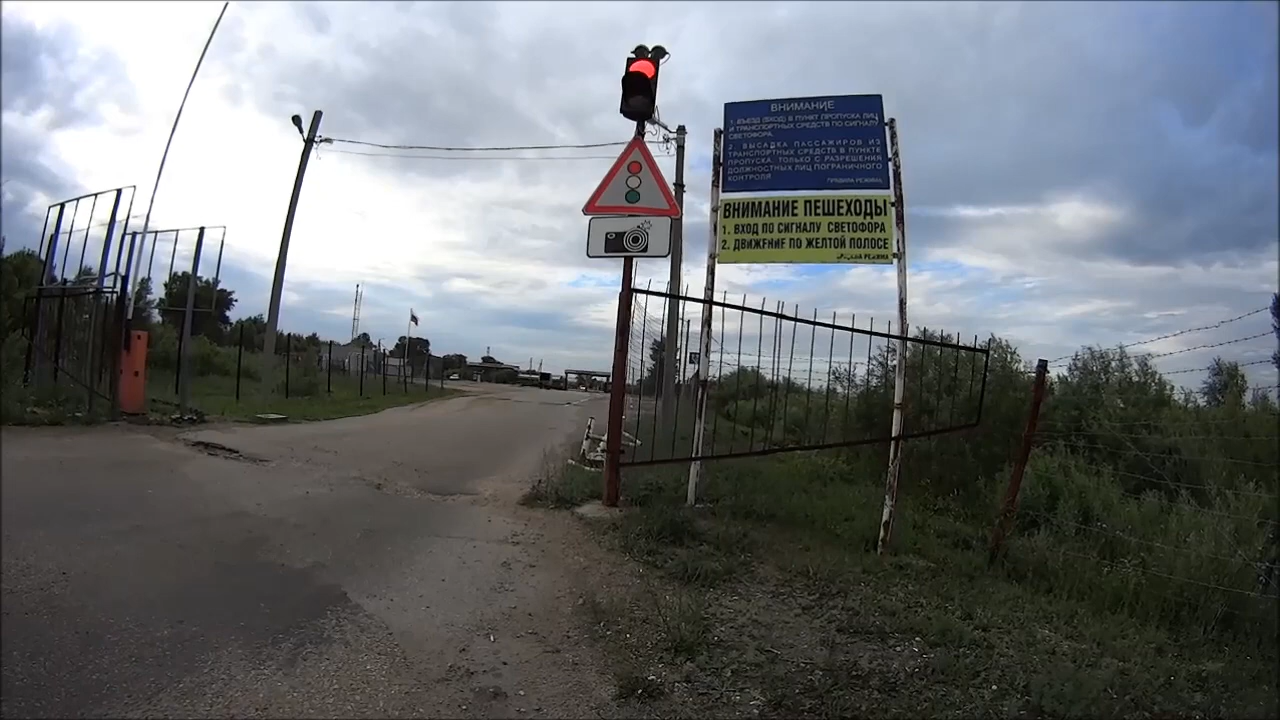 ВНИМАНИЕ
1. ВЪЕЗД (ВХОД) В ПУНКТ ПРОПУСКА ЛИЦ
И ТРАНСПОРТНЫХ СРЕДСТВ ПО СИГНАЛУ
СВЕТОФОРА.
2. ВЫСАДКА ПАССАЖИРОВ ИЗ
ТРАНСПОРТНЫХ СРЕДСТВ В ПУНКТЕ
ПРОПУСКА, ТОЛЬКО С РАЗРЕШЕНИЯ
ДОЛЖНОСТНЫХ ЛИЦ ПОГРАНИЧНОГО
КОНТРОЛЯ
РЕЖИМА
ВНИМАНИЕ ПЕШЕХОДЫ
1. ВХОД ПО СИГНАЛУ СВЕТОФОРА
2. ДВИЖЕНИЕ ПО ЖЕЛТОЙ ПОЛОСЕ
РЕЖИМА